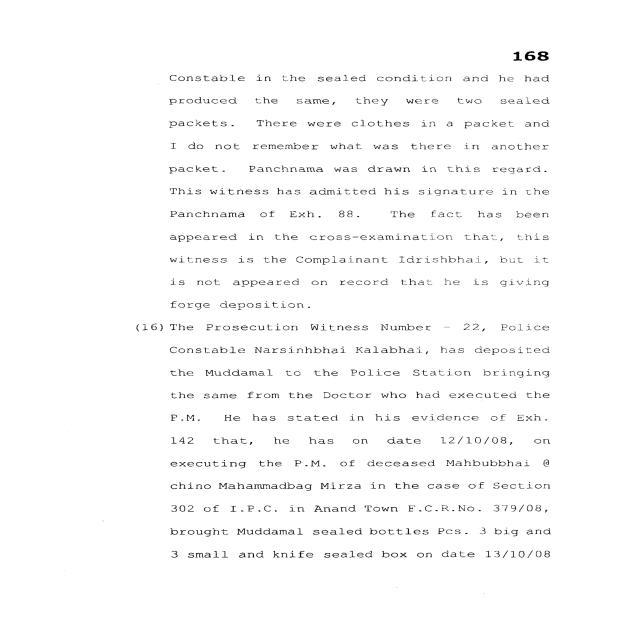 168
Constable in the sealed condition and he had
produced the same, they were two sealed
packets. There were clothes in a packet and
I do not remember what was there in another
packet. Panchnama was drawn in this regard.
This witness has admitted his signature in the
Panchnama of Exh. 88. The fact has been
appeared in the cross-examination that, this
witness is the Complainant Idrishbhai, but it
is not appeared on record that he is giving
forge deposition.
(16) The Prosecution Witness Number - 22, Police
Constable Narsinhbhai Kalabhai, has deposited
the Muddamal to the Police Station bringing
the same from the Doctor who had executed the
P.M. He has stated in his evidence of Exh.
142 that, he has on date 12/10/08, on
executing the P.M. of deceased Mahbubbhai @
chino Mahammadbag Mirza in the case of Section
302 of I.P.C. in Anand Town F.C.R.No. 379/08,
brought Muddamal sealed bottles Pcs. 3 big and
3 small and knife sealed box on date 13/10/08